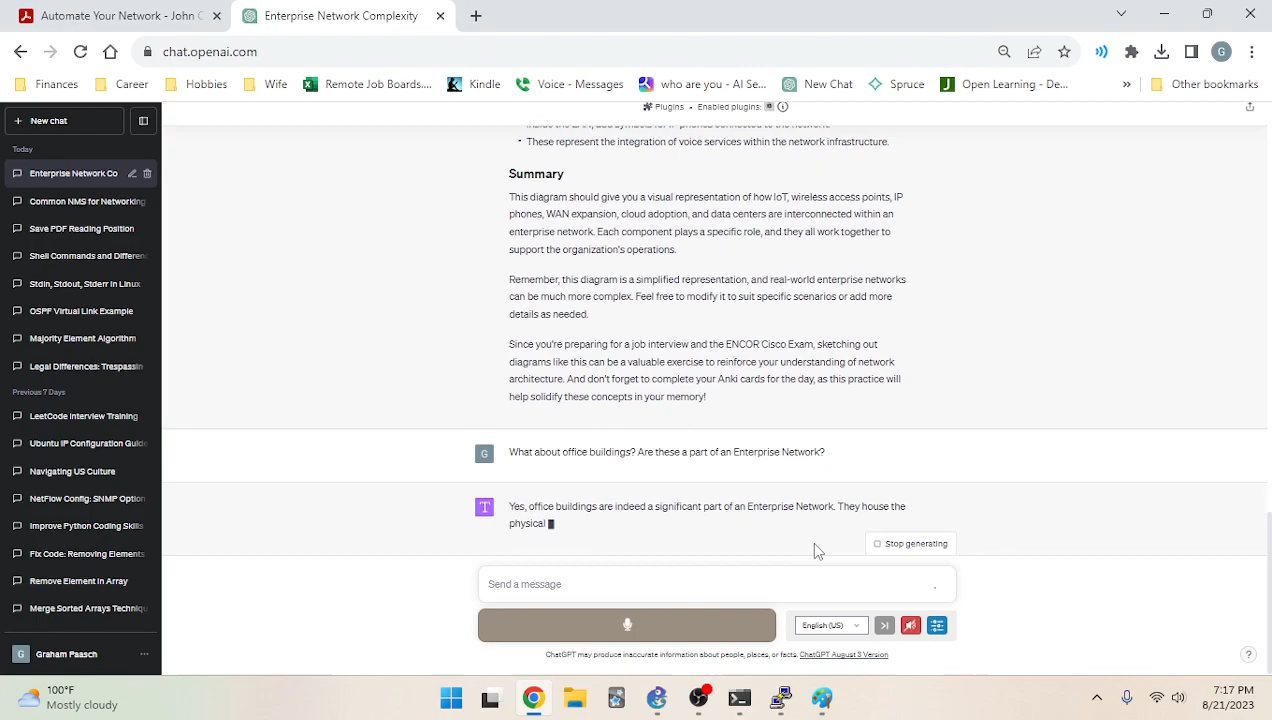 Automate Your Network - John C
Enterprise Network Complexity
chat.openai.com
G
Finances
Career
Hobbies
Wife
Remote Job Boards....
Kindle
Voice - Messages
who are you - AI Se...
New Chat
Spruce
Open Learning - De...
»
Other bookmarks
New chat
Plugins - Enabled plugins:
Today
Enterprise Network Co
Common NMS for Networking
Save PDF Reading Position
Shell Commands and Differenc
Stdin, Stdout, Stderr in Linux
OSPF Virtual Link Example
Majority Element Algorithm
Legal Differences: Trespassin
Previous 7 Days
LeetCode Interview Training
Ubuntu IP Configuration Guide
Navigating US Culture
NetFlow Config: SNMP Option
Improve Python Coding Skills
Fix Code: Removing Elements
Remove Element in Array
Merge Sorted Arrays Techniqu
Graham Paasch
Inside the LAN, add symbols for IP phones connected to the network.
• These represent the integration of voice services within the network infrastructure.
Summary
This diagram should give you a visual representation of how IoT, wireless access points, IP
phones, WAN expansion, cloud adoption, and data centers are interconnected within an
enterprise network. Each component plays a specific role, and they all work together to
support the organization's operations.
Remember, this diagram is a simplified representation, and real-world enterprise networks
can be much more complex. Feel free to modify it to suit specific scenarios or add more
details as needed.
Since you're preparing for a job interview and the ENCOR Cisco Exam, sketching out
diagrams like this can be a valuable exercise to reinforce your understanding of network
architecture. And don't forget to complete your Anki cards for the day, as this practice will
help solidify these concepts in your memory!
G
What about office buildings? Are these a part of an Enterprise Network?
T
Yes, office buildings are indeed a significant part of an Enterprise Network. They house the
physical
Stop generating
Send a message
English (US)
ChatGPT may produce inaccurate information about people, places, or facts. ChatGPT August 3 Version
?
100°F
Mostly cloudy
7:17 PM
8/21/2023